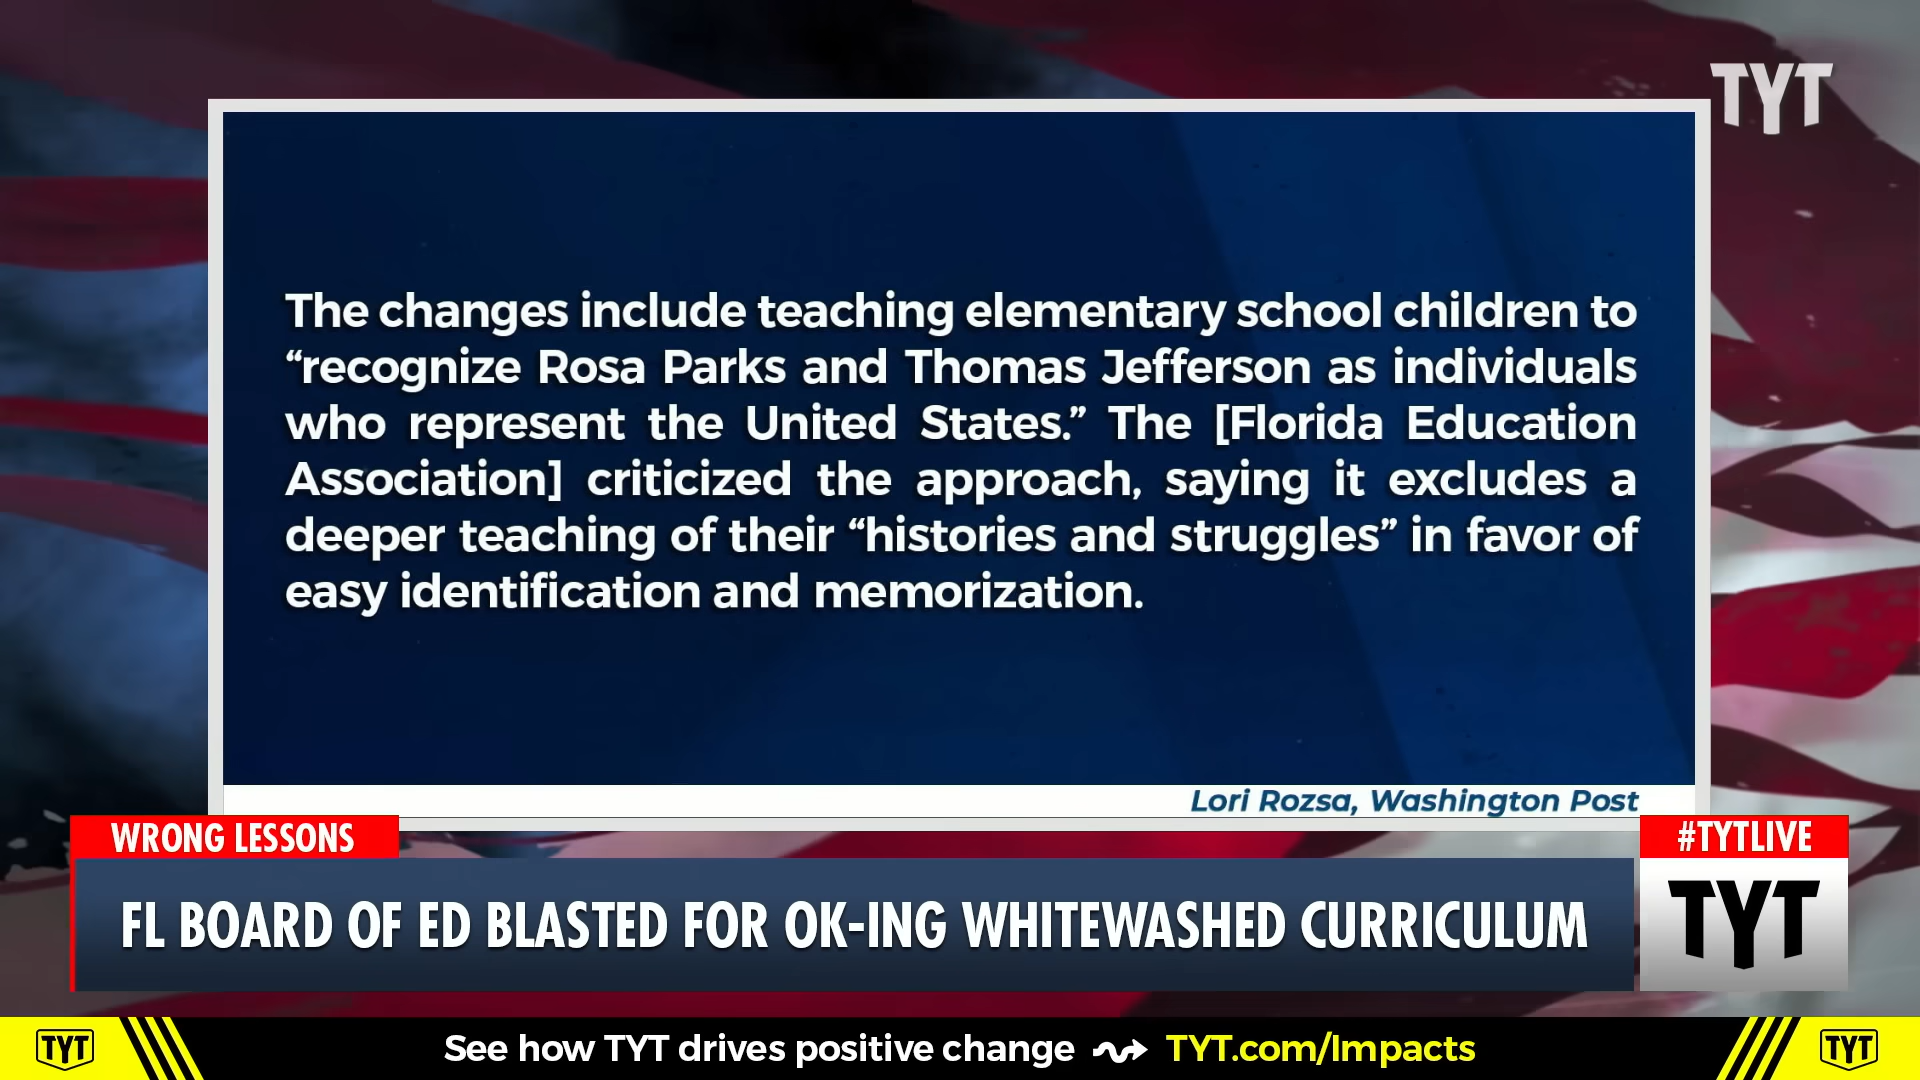 TYT
The changes include teaching elementary school children to
“recognize Rosa Parks and Thomas Jefferson as individuals
who represent the United States.” The [Florida Education
Association] criticized the approach, saying it excludes a
deeper teaching of their “histories and struggles” in favor of
easy identification and memorization.
Lori Rozsa, Washington Post
WRONG LESSONS
#TYTLIVE
FL BOARD OF ED BLASTED FOR OK-ING WHITEWASHED CURRICULUM
TYT
TYT
See how TYT drives positive change
TYT.com/Impacts
TYT